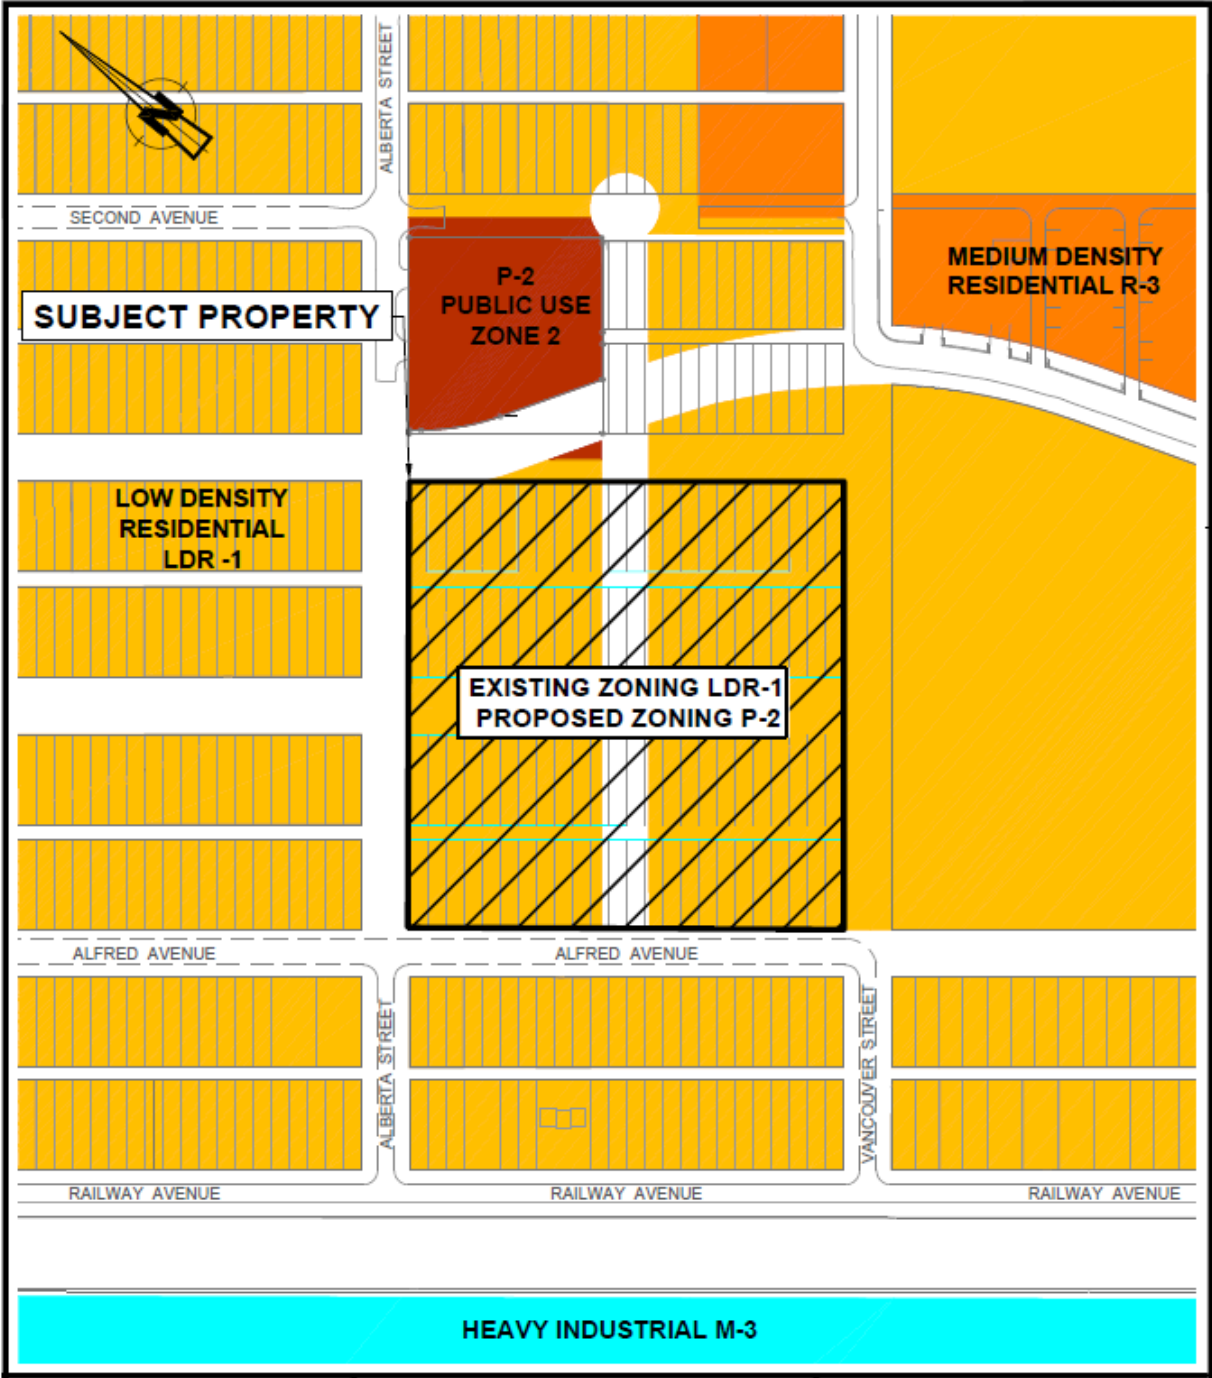 ALBERTA STREET
N
SECOND AVENUE
P-2
PUBLIC USE
ZONE 2
MEDIUM DENSITY
RESIDENTIAL R-3
SUBJECT PROPERTY
LOW DENSITY
RESIDENTIAL
LDR -1
EXISTING ZONING LDR-1
PROPOSED ZONING P-2
ALFRED AVENUE
ALFRED AVENUE
ALBERTA STREET
VANCOUVER STREET
RAILWAY AVENUE
RAILWAY AVENUE
RAILWAY AVENUE
HEAVY INDUSTRIAL M-3